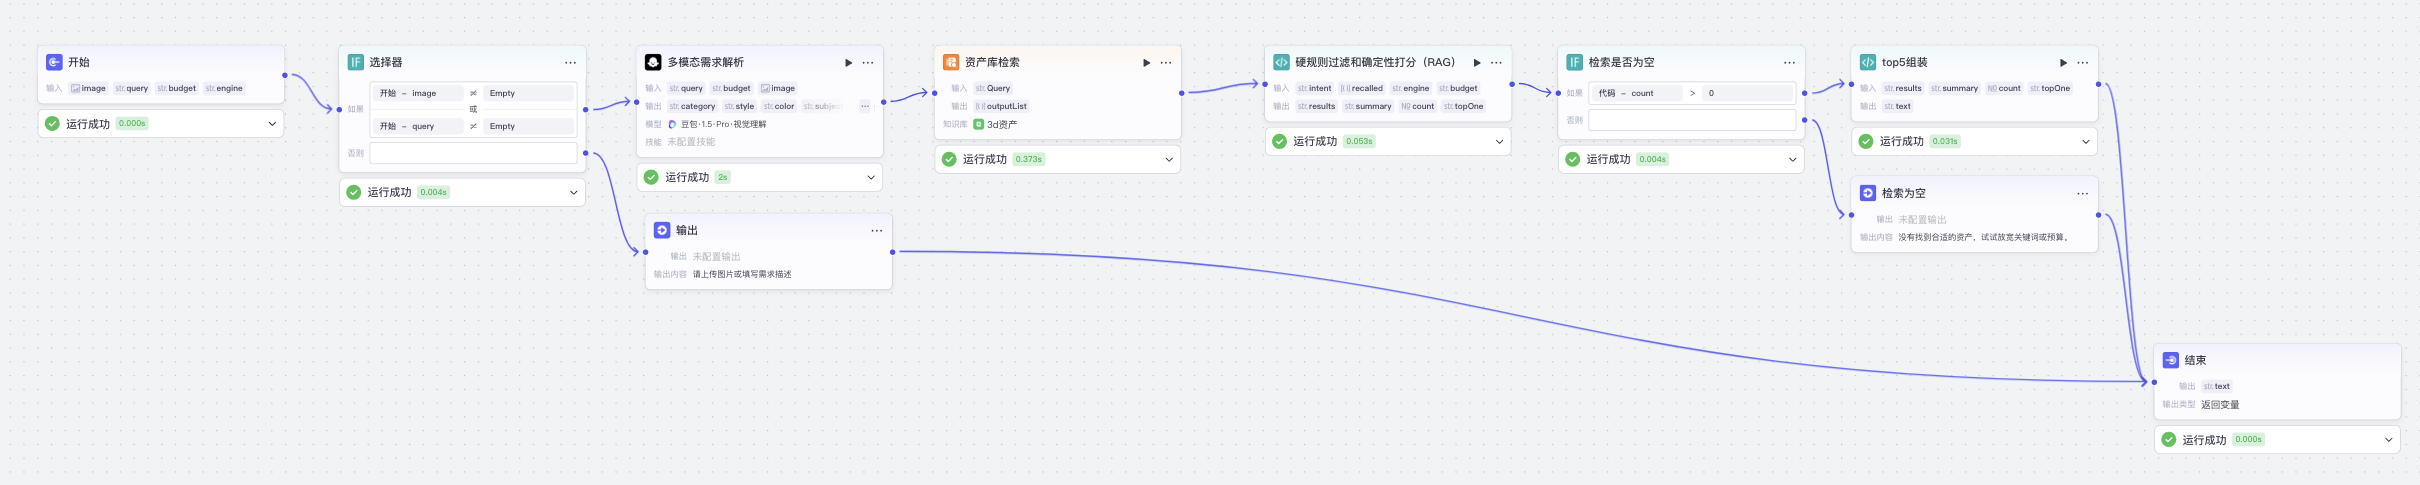 开始
输入 image str. query str. budget str. engine
运行成功 0.000s
IF 选择器
如果 开始 - image ≠ Empty
或
开始 - query ≠ Empty
否则
运行成功 0.004s
多模态需求解析
输入 str. query str. budget image
输出 str. category str. style str. color str. subject
模型 豆包·1.5·Pro·视觉理解
技能 未配置技能
运行成功 2s
输出
输出 未配置输出
输出内容 请上传图片或填写需求描述
资产库检索
输入 str. Query
输出 outputList
知识库 3d资产
运行成功 0.373s
硬规则过滤和确定性打分（RAG）
输入 str. intent recalled str. engine str. budget
输出 str. results str. summary count str. topOne
运行成功 0.053s
IF 检索是否为空
如果 代码 - count > 0
否则
运行成功 0.004s
top5组装
输入 str. results str. summary count str. topOne
输出 str. text
运行成功 0.031s
检索为空
输出 未配置输出
输出内容 没有找到合适的资产，试试放宽关键词或预算。
结束
输出 str. text
输出类型 返回变量
运行成功 0.000s